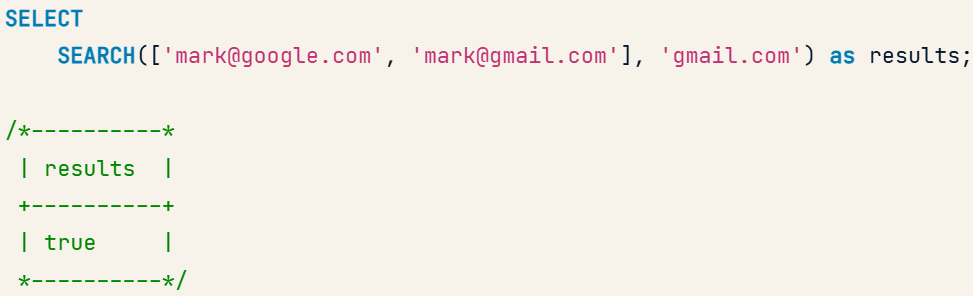 SELECT
    SEARCH(['mark@google.com', 'mark@gmail.com'], 'gmail.com') as results;

/*----------*
 | results  |
 +----------+
 | true     |
 *----------*/